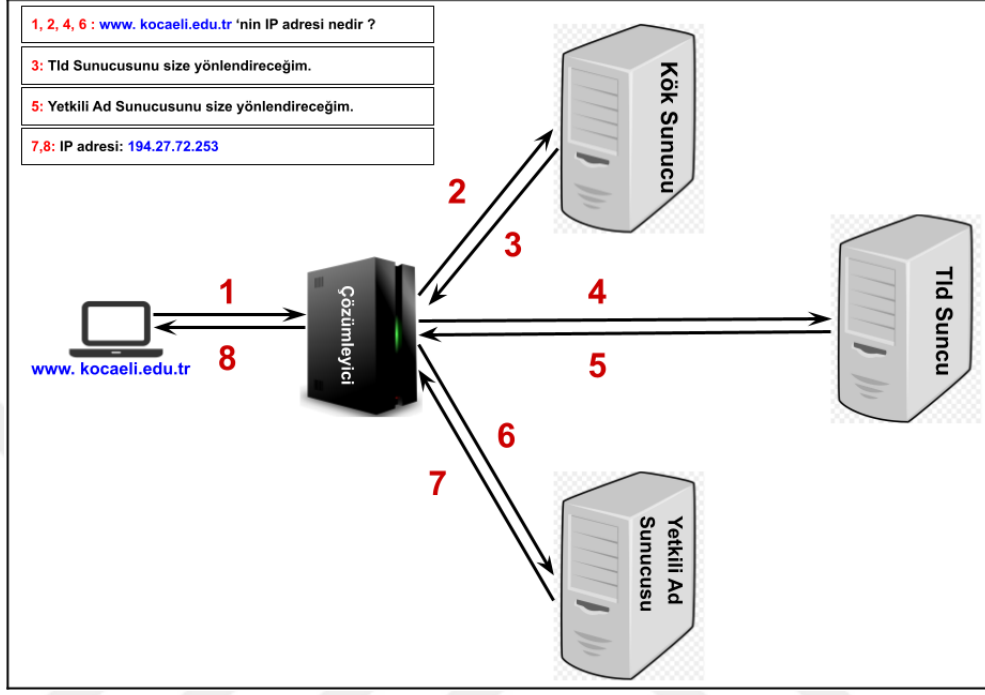 1, 2, 4, 6 : www. kocaeli.edu.tr ‘nin IP adresi nedir ?
3: Tld Sunucusunu size yönlendireceğim.
5: Yetkili Ad Sunucusunu size yönlendireceğim.
7,8: IP adresi: 194.27.72.253
Kök Sunucu
2
3
1
8
www. kocaeli.edu.tr
Çözümleyici
4
5
Tld Suncu
6
7
Yetkili Ad
Sunucusu